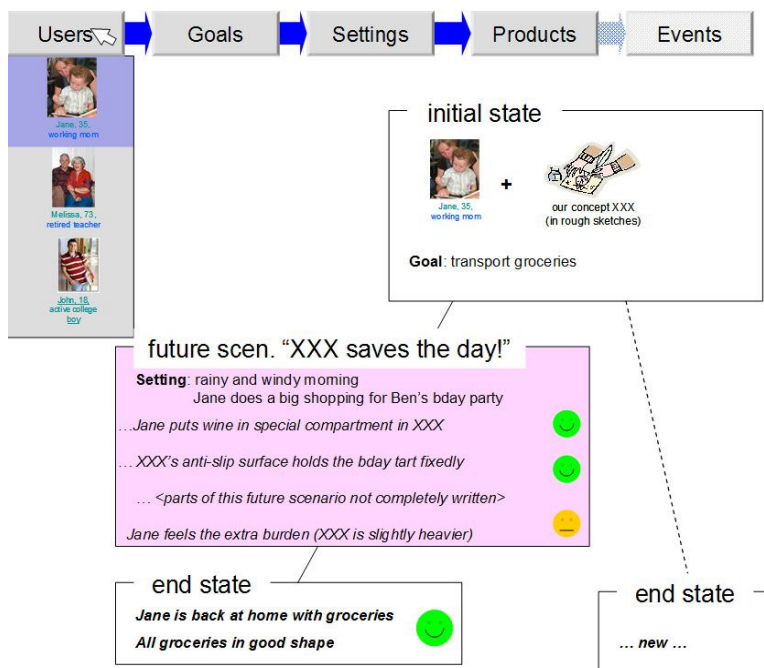 Users
Goals
Settings
Products
Events
Jane, 35,
working mom
Melissa, 73,
retired teacher
John, 18,
active college
boy
initial state
Jane, 35,
working mom
+
our concept XXX
(in rough sketches)
Goal: transport groceries
future scen. “XXX saves the day!”
Setting: rainy and windy morning
Jane does a big shopping for Ben’s bday party
…Jane puts wine in special compartment in XXX
… XXX’s anti-slip surface holds the bday tart fixedly
… <parts of this future scenario not completely written>
Jane feels the extra burden (XXX is slightly heavier)
end state
Jane is back at home with groceries
All groceries in good shape
end state
… new …